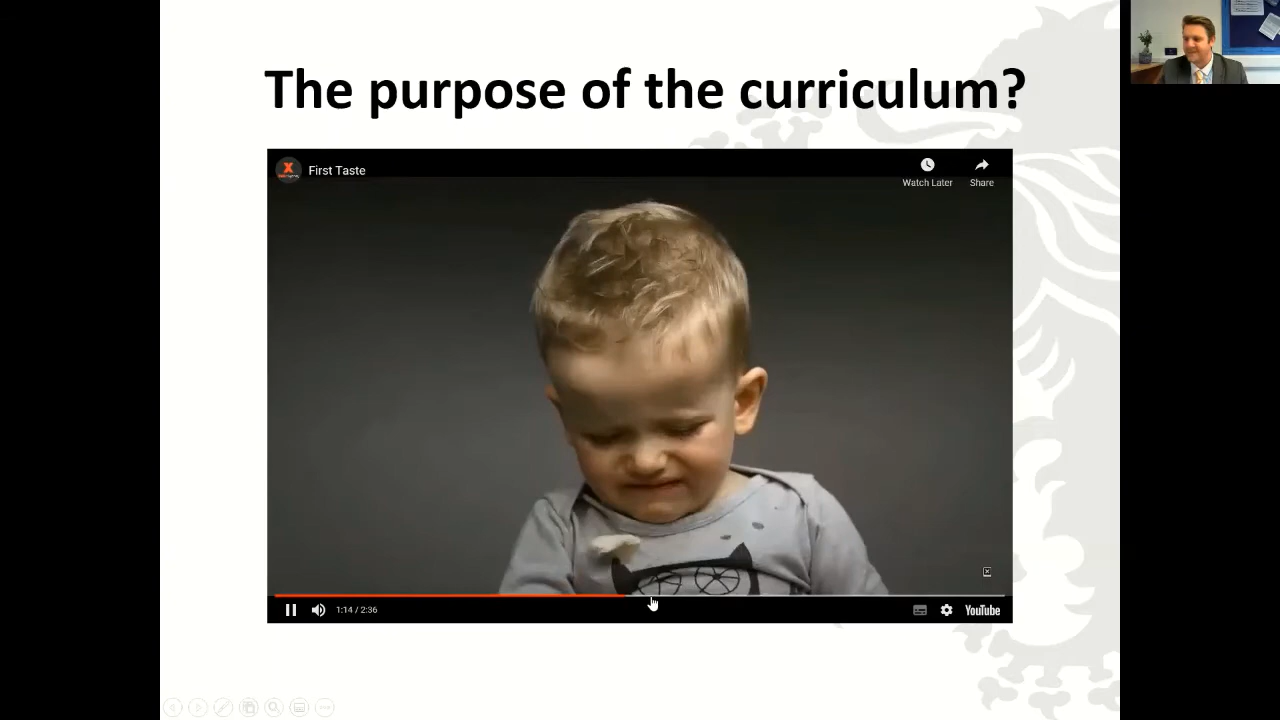 The purpose of the curriculum?
X
First Taste
Watch Later
Share
1:14 / 2:36
YouTube